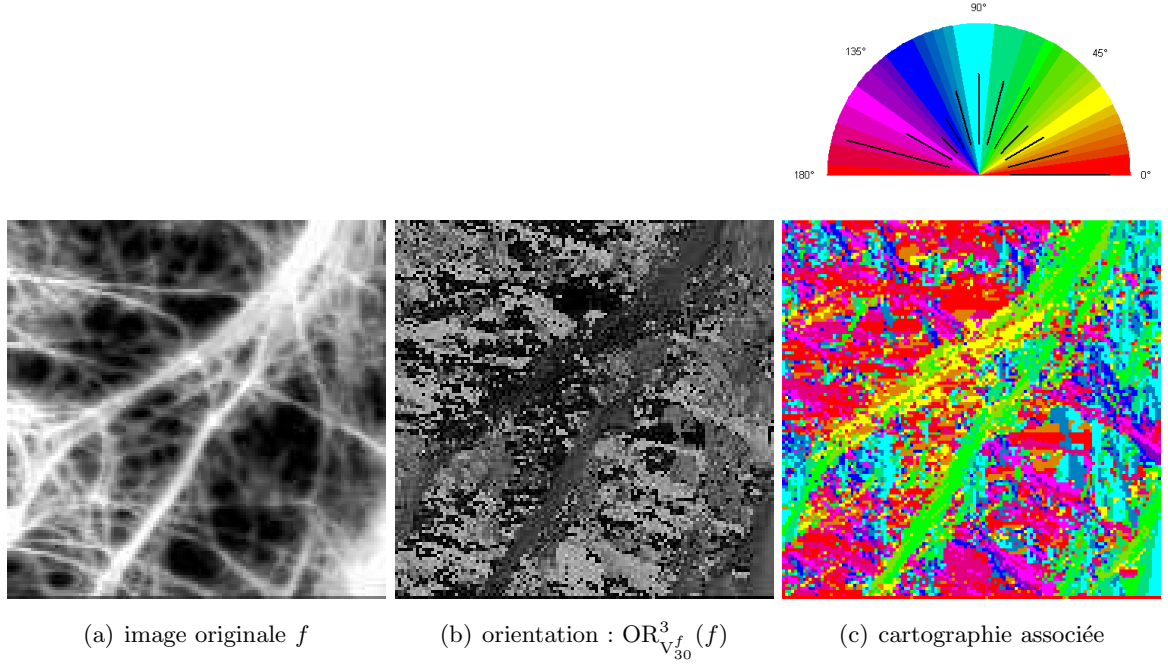 90°
135°
45°
180°
0°
(a) image originale f
(b) orientation : OR³_{V^f_{30}} (f)
(c) cartographie associée